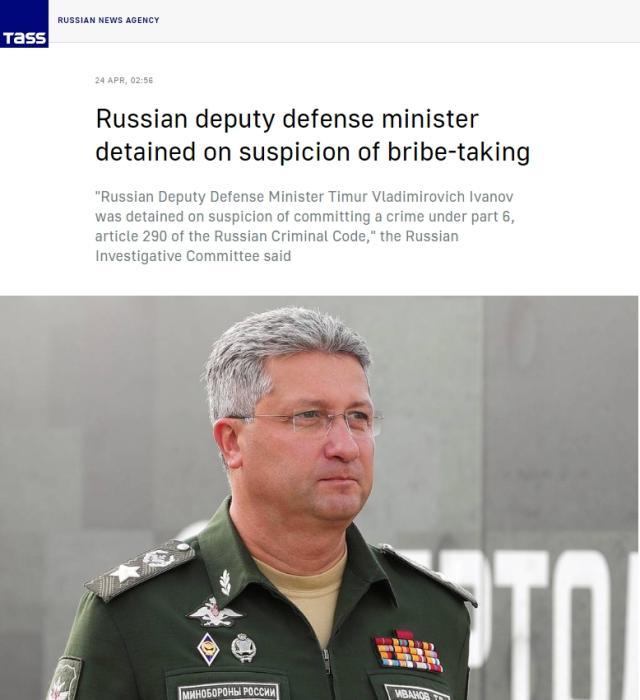 Tass
RUSSIAN NEWS AGENCY
24 APR, 02:56
Russian deputy defense minister
detained on suspicion of bribe-taking
"Russian Deputy Defense Minister Timur Vladimirovich Ivanov
was detained on suspicion of committing a crime under part 6,
article 290 of the Russian Criminal Code," the Russian
Investigative Committee said
РТО
МИНОБОРОНЫ РОССИИ
ИВАНОВ Т.